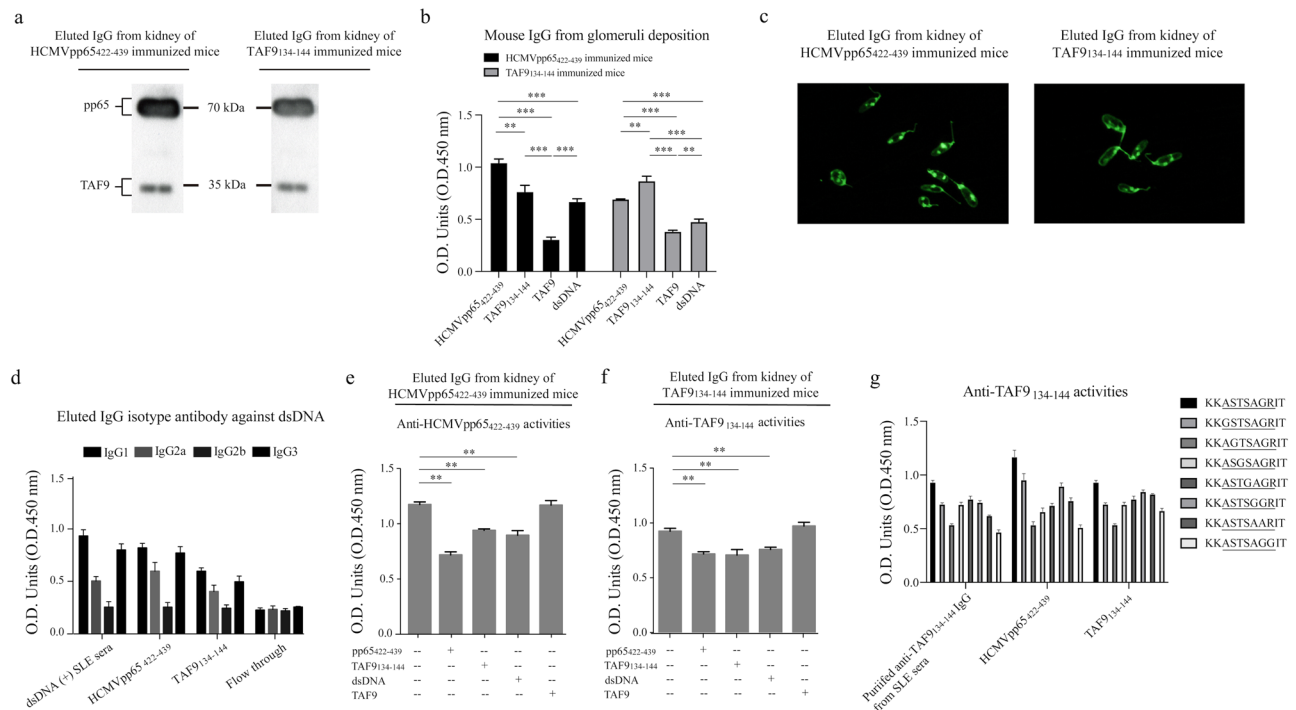 a
Eluted IgG from kidney of
HCMVpp65422-439 immunized mice
Eluted IgG from kidney of
TAF9134-144 immunized mice
pp65
70 kDa
TAF9
35 kDa
b
Mouse IgG from glomeruli deposition
HCMVpp65422-439 immunized mice
TAF9134-144 immunized mice
O.D. Units (O.D.450 nm)
1.5
1.0
0.5
0.0
***
***
**
*** ***
***
***
**
***
*** **
HCMVpp65422-439
TAF9134-144
TAF9
dsDNA
HCMVpp65422-439
TAF9134-144
TAF9
dsDNA
c
Eluted IgG from kidney of
HCMVpp65422-439 immunized mice
Eluted IgG from kidney of
TAF9134-144 immunized mice
d
Eluted IgG isotype antibody against dsDNA
IgG1 IgG2a IgG2b IgG3
O.D. Units (O.D.450 nm)
1.5
1.0
0.5
0.0
dsDNA (+) SLE sera
HCMVpp65 422-439
TAF9134-144
Flow through
e
Eluted IgG from kidney of
HCMVpp65422-439 immunized mice
Anti-HCMVpp65422-439 activities
O.D. Units (O.D.450 nm)
1.5
1.0
0.5
0.0
**
**
**
pp65422-439 -- + -- -- --
TAF9134-144 -- -- + -- --
dsDNA -- -- -- + --
TAF9 -- -- -- -- +
f
Eluted IgG from kidney of
TAF9134-144 immunized mice
Anti-TAF9 134-144 activities
O.D. Units (O.D.450 nm)
1.5
1.0
0.5
0.0
**
**
**
pp65422-439 -- + -- -- --
TAF9134-144 -- -- + -- --
dsDNA -- -- -- + --
TAF9 -- -- -- -- +
g
Anti-TAF9 134-144 activities
O.D. Units (O.D.450 nm)
1.5
1.0
0.5
0.0
Puriifed anti-TAF9134-144 IgG
from SLE sera
HCMVpp65422-439
TAF9134-144
KKASTSAGRIT
KKGSTSAGRIT
KKAGTSAGRIT
KKASGSAGRIT
KKASTGAGRIT
KKASTSGGRIT
KKASTSAARIT
KKASTSAGGIT